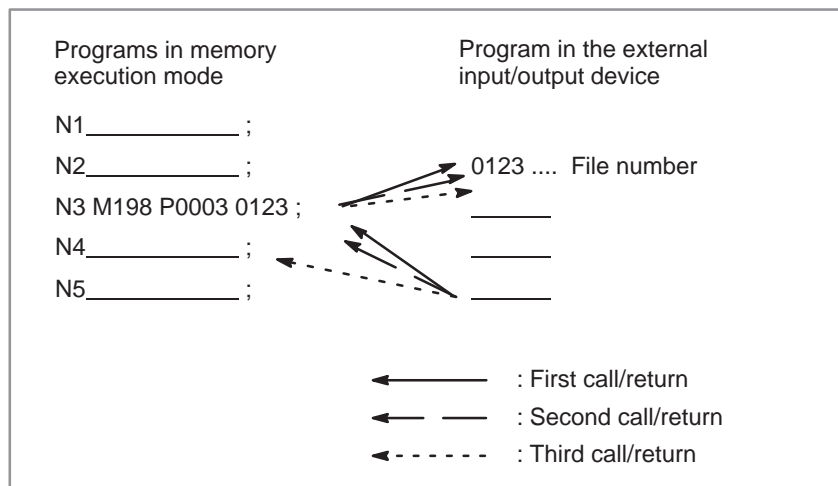 Programs in memory
execution mode
N1 ;
N2 ;
N3 M198 P0003 0123 ;
N4 ;
N5 ;
Program in the external
input/output device
0123 .... File number
: First call/return
: Second call/return
: Third call/return